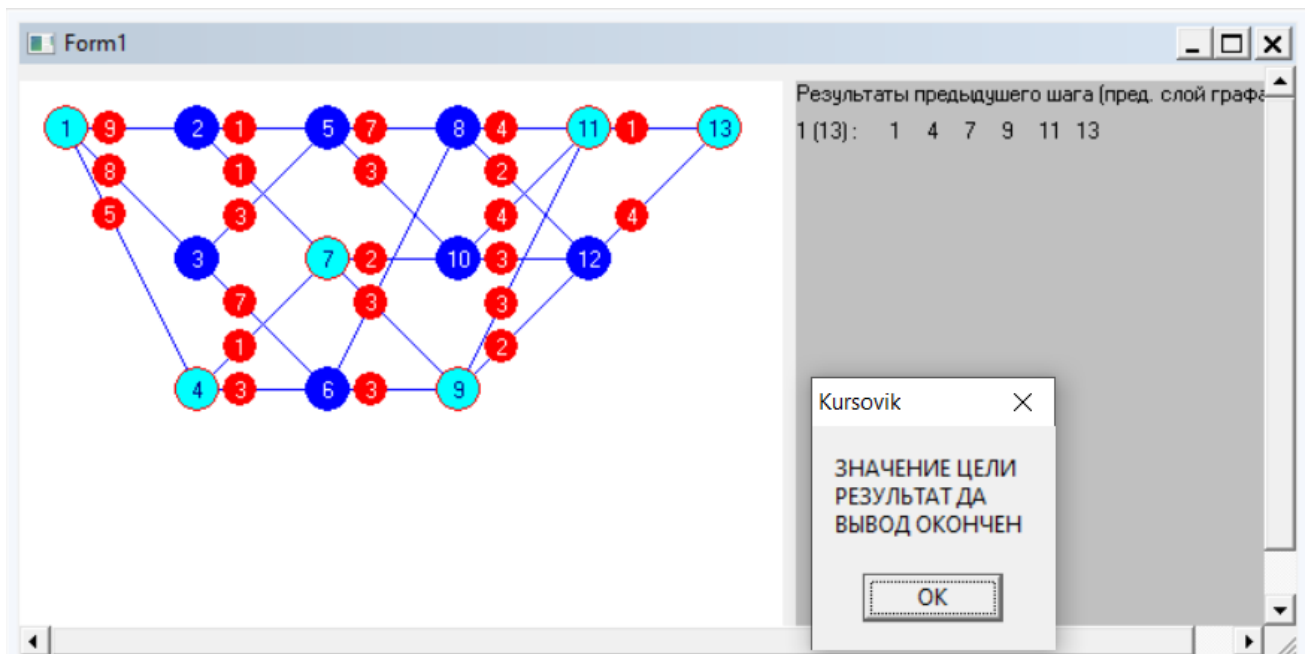 Form1
Результаты предыдущего шага (пред. слой графа
1 (13) : 1 4 7 9 11 13
1 9 2 1 5 7 8 4 11 1 13
8 1 3 2
5 3 4 4
3 7 2 10 3 12
7 3 3
1 2
4 3 6 3 9
Kursovik
ЗНАЧЕНИЕ ЦЕЛИ
РЕЗУЛЬТАТ ДА
ВЫВОД ОКОНЧЕН
OK